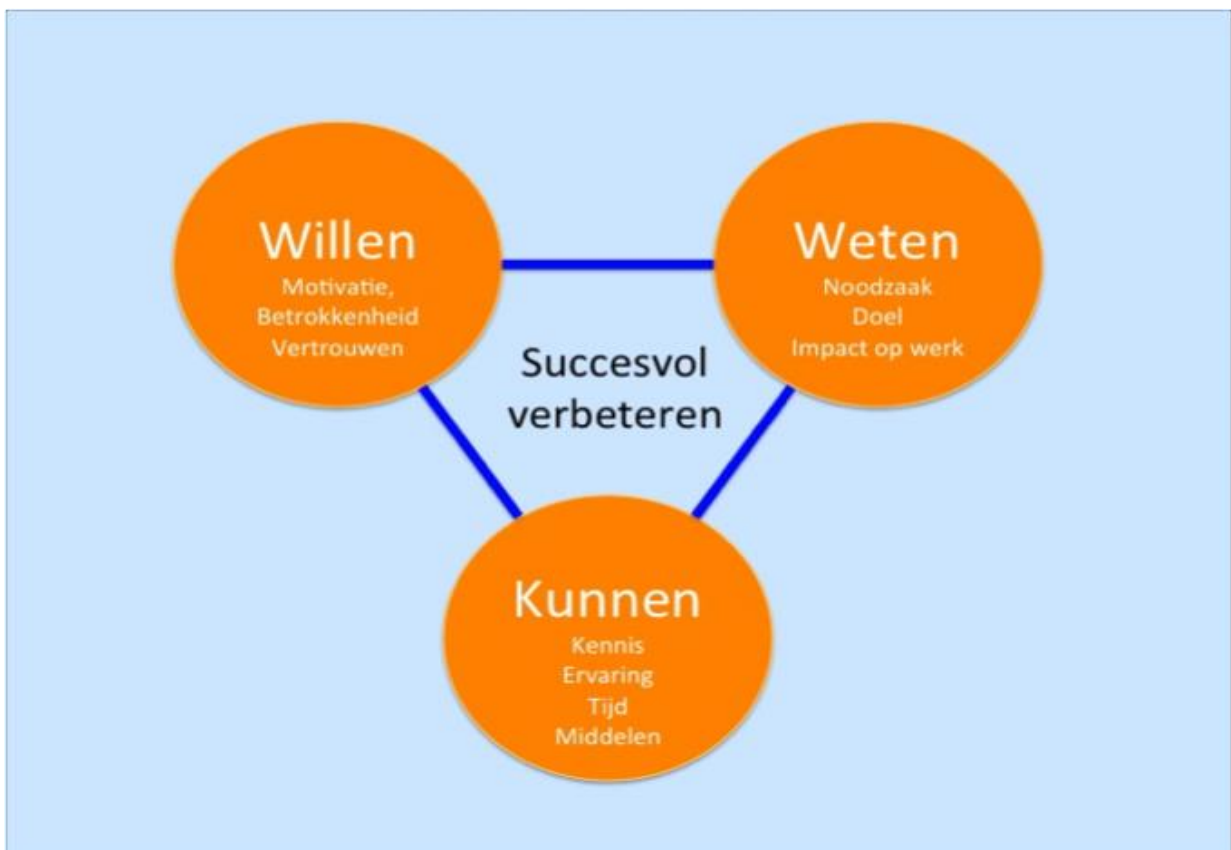 Willen
Motivatie,
Betrokkenheid
Vertrouwen
Weten
Noodzaak
Doel
Impact op werk
Succesvol
verbeteren
Kunnen
Kennis
Ervaring
Tijd
Middelen